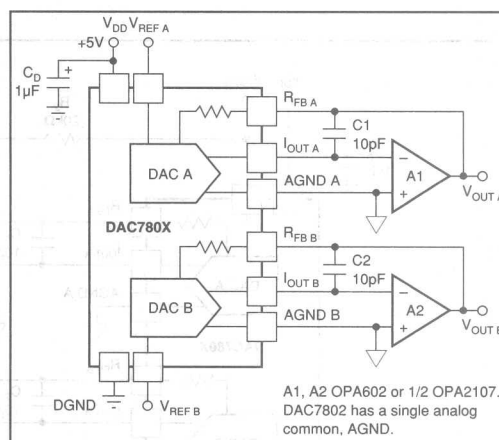 V_DD V_REF A
+5V
C_D
+
1µF
R_FB A
C1
10pF
I_OUT A
DAC A
AGND A
−
+
A1
V_OUT A
DAC780X
R_FB B
C2
10pF
I_OUT B
DAC B
AGND B
−
+
A2
V_OUT B
DGND
V_REF B
A1, A2 OPA602 or 1/2 OPA2107.
DAC7802 has a single analog
common, AGND.